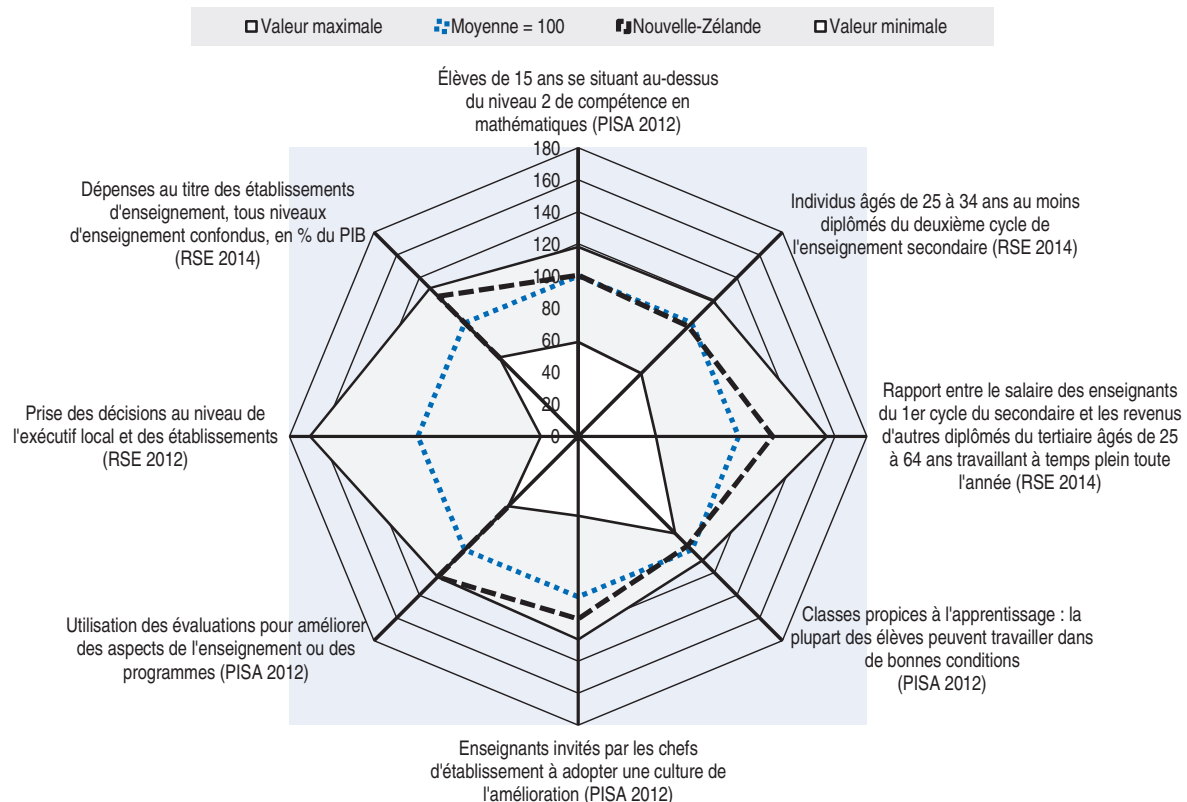 Valeur maximale Moyenne = 100 Nouvelle-Zélande Valeur minimale
Élèves de 15 ans se situant au-dessus
du niveau 2 de compétence en
mathématiques (PISA 2012)
180
160
140
120
100
80
60
40
20
0
Individus âgés de 25 à 34 ans au moins
diplômés du deuxième cycle de
l'enseignement secondaire (RSE 2014)
Rapport entre le salaire des enseignants
du 1er cycle du secondaire et les revenus
d'autres diplômés du tertiaire âgés de 25
à 64 ans travaillant à temps plein toute
l'année (RSE 2014)
Classes propices à l'apprentissage : la
plupart des élèves peuvent travailler dans
de bonnes conditions
(PISA 2012)
Enseignants invités par les chefs
d'établissement à adopter une culture de
l'amélioration (PISA 2012)
Utilisation des évaluations pour améliorer
des aspects de l'enseignement ou des
programmes (PISA 2012)
Prise des décisions au niveau de
l'exécutif local et des établissements
(RSE 2012)
Dépenses au titre des établissements
d'enseignement, tous niveaux
d'enseignement confondus, en % du PIB
(RSE 2014)